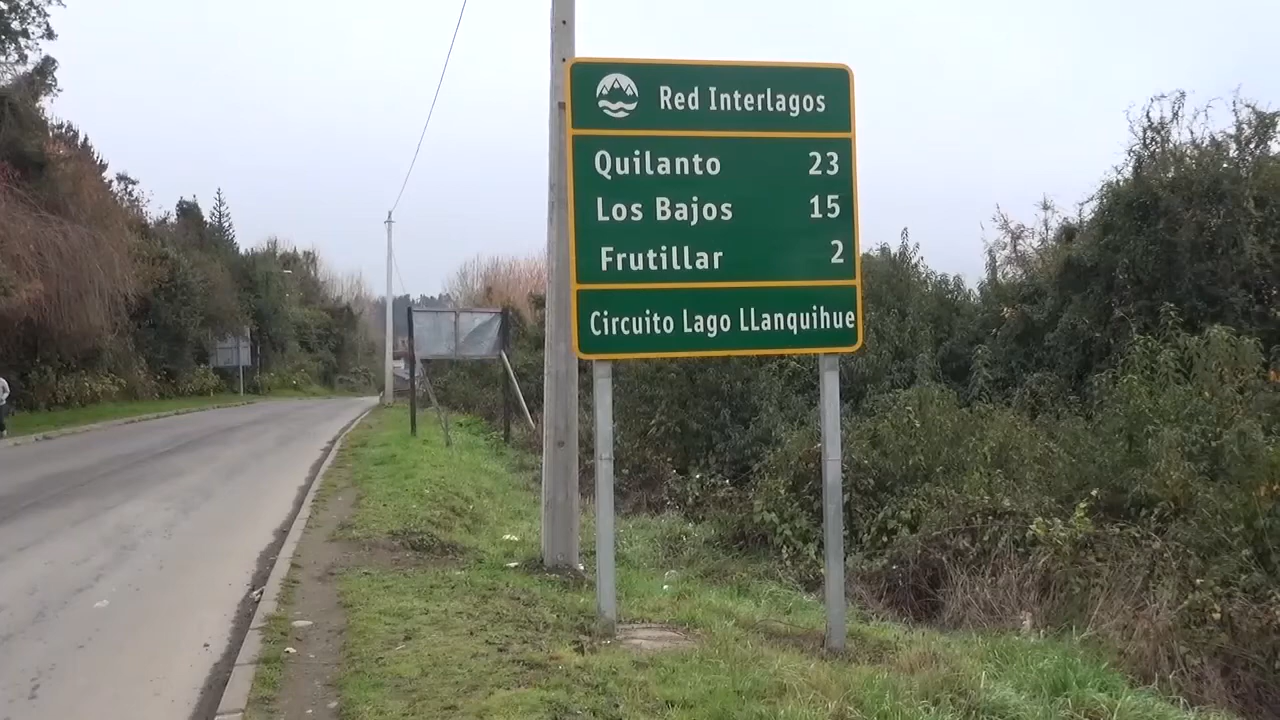 Red Interlagos
Quilanto 23
Los Bajos 15
Frutillar 2
Circuito Lago LLanquihue